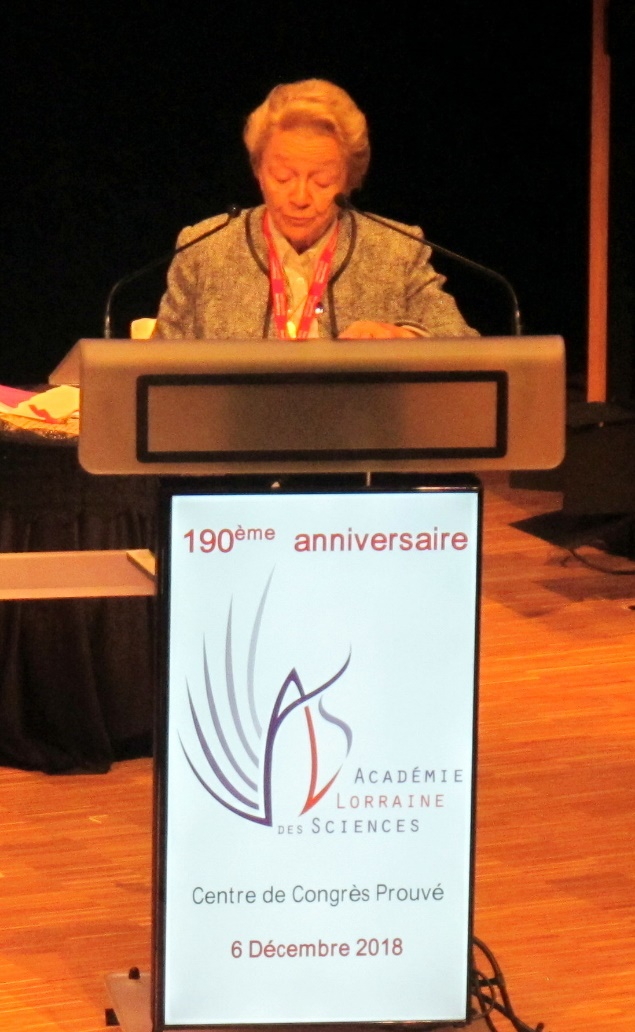 190ème anniversaire
ACADÉMIE
LORRAINE
DES SCIENCES
Centre de Congrès Prouvé
6 Décembre 2018